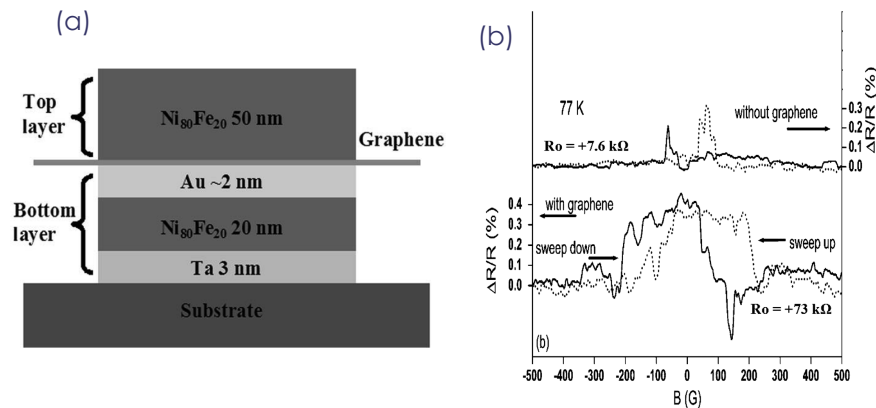 (a)
Top
layer
Ni80Fe20 50 nm
Graphene
Au ~2 nm
Bottom
layer
Ni80Fe20 20 nm
Ta 3 nm
Substrate
(b)
77 K
without graphene
Ro = +7.6 kΩ
0.3
0.2
0.1
0.0
ΔR/R (%)
with graphene
sweep down
sweep up
Ro = +73 kΩ
0.4
0.3
0.2
0.1
0.0
ΔR/R (%)
(b)
-500 -400 -300 -200 -100 0 100 200 300 400 500
B (G)